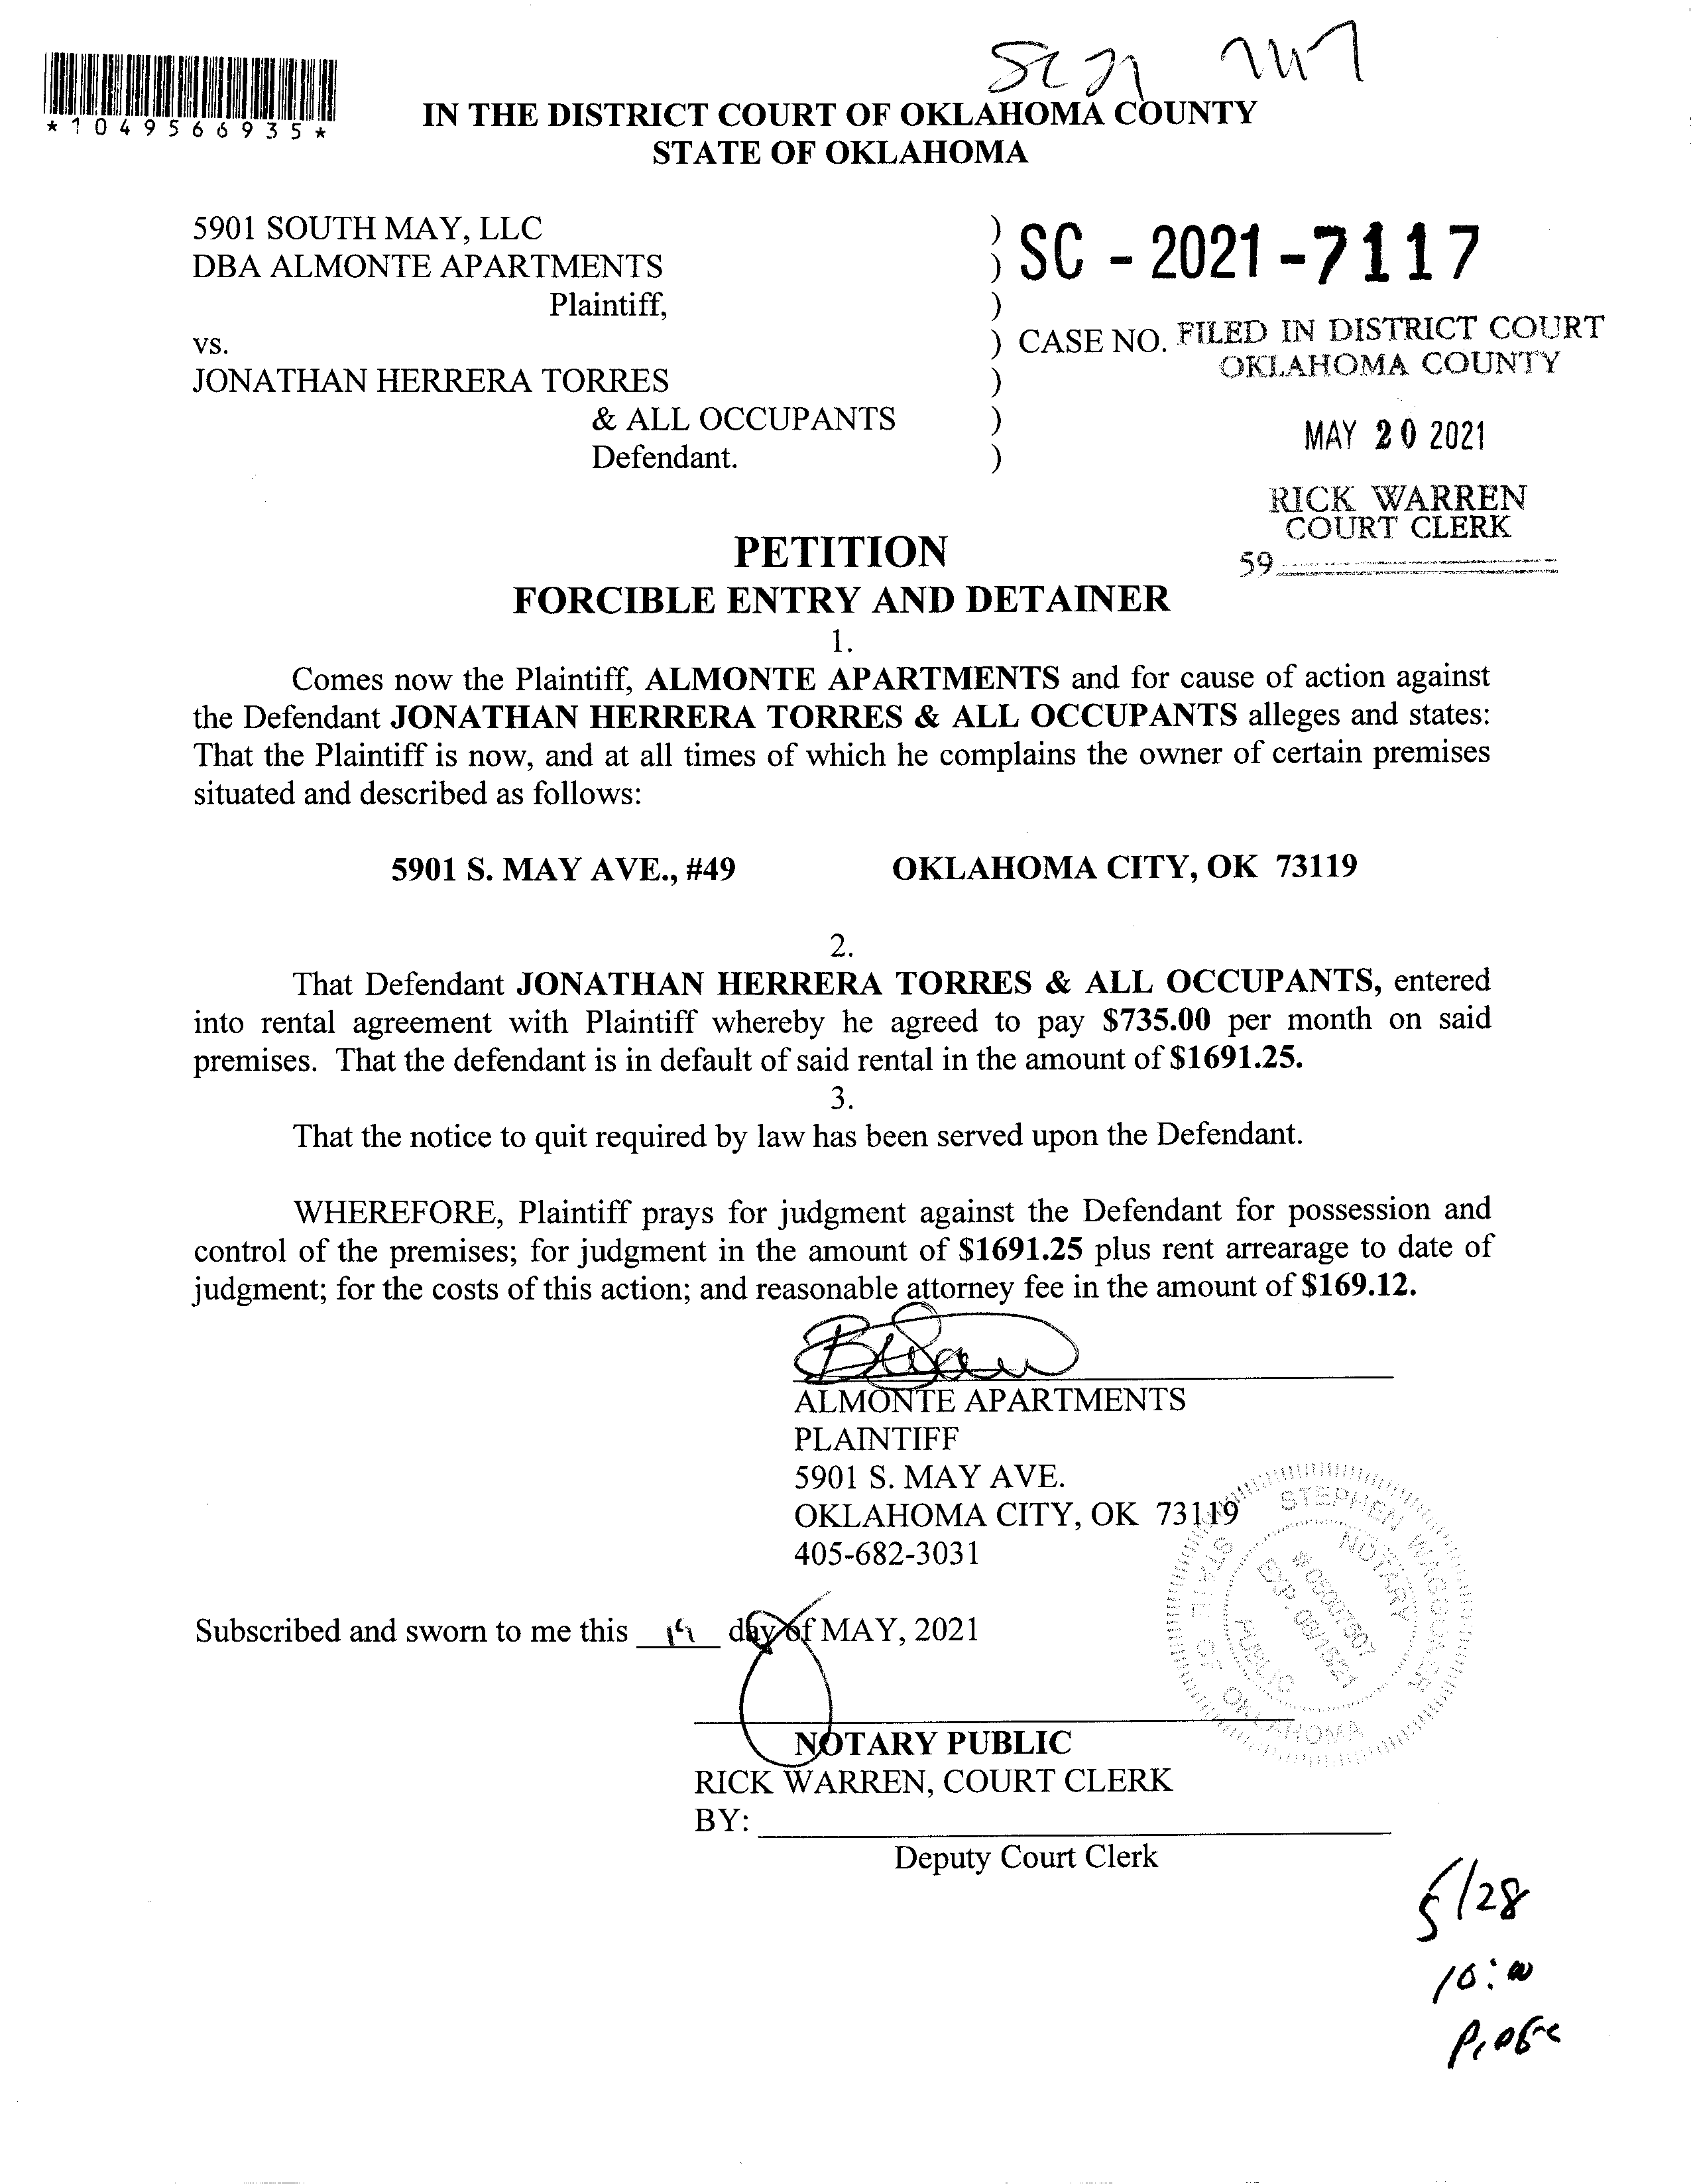 SC 21 7117
*1049566935*
IN THE DISTRICT COURT OF OKLAHOMA COUNTY
STATE OF OKLAHOMA
5901 SOUTH MAY, LLC )
DBA ALMONTE APARTMENTS ) SC - 2021 - 7117
Plaintiff, )
vs. ) CASE NO. FILED IN DISTRICT COURT
OKLAHOMA COUNTY
JONATHAN HERRERA TORRES )
& ALL OCCUPANTS )
MAY 20 2021
Defendant. )
RICK WARREN
COURT CLERK
59
PETITION
FORCIBLE ENTRY AND DETAINER
1.
Comes now the Plaintiff, ALMONTE APARTMENTS and for cause of action against
the Defendant JONATHAN HERRERA TORRES & ALL OCCUPANTS alleges and states:
That the Plaintiff is now, and at all times of which he complains the owner of certain premises
situated and described as follows:
5901 S. MAY AVE., #49 OKLAHOMA CITY, OK 73119
2.
That Defendant JONATHAN HERRERA TORRES & ALL OCCUPANTS, entered
into rental agreement with Plaintiff whereby he agreed to pay $735.00 per month on said
premises. That the defendant is in default of said rental in the amount of $1691.25.
3.
That the notice to quit required by law has been served upon the Defendant.
WHEREFORE, Plaintiff prays for judgment against the Defendant for possession and
control of the premises; for judgment in the amount of $1691.25 plus rent arrearage to date of
judgment; for the costs of this action; and reasonable attorney fee in the amount of $169.12.
ALMONTE APARTMENTS
PLAINTIFF
5901 S. MAY AVE.
OKLAHOMA CITY, OK 73119
405-682-3031
STEPHEN WAGGONER
NOTARY
PUBLIC
STATE OF OKLAHOMA
Subscribed and sworn to me this 19 day of MAY, 2021
NOTARY PUBLIC
RICK WARREN, COURT CLERK
BY:
Deputy Court Clerk
5/28
10:00